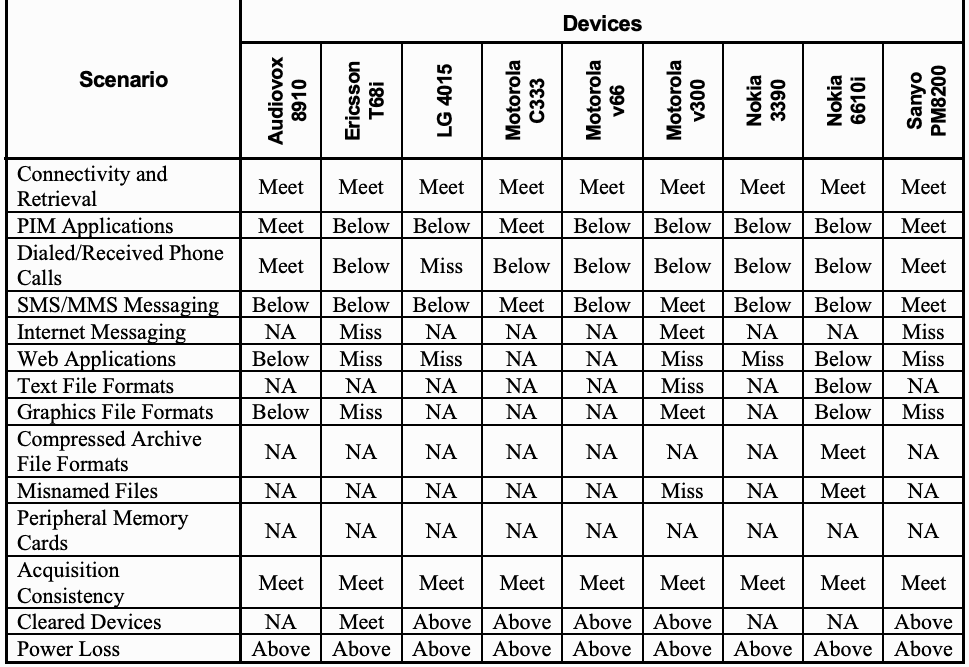 Scenario
Devices
Audiovox 8910
Ericsson T68i
LG 4015
Motorola C333
Motorola v66
Motorola v300
Nokia 3390
Nokia 6610i
Sanyo PM8200
Connectivity and
Retrieval Meet Meet Meet Meet Meet Meet Meet Meet Meet
PIM Applications Meet Below Below Meet Below Below Below Below Meet
Dialed/Received Phone
Calls Meet Below Miss Below Below Below Below Below Meet
SMS/MMS Messaging Below Below Below Meet Below Meet Below Below Meet
Internet Messaging NA Miss NA NA NA Meet NA NA Miss
Web Applications Below Miss Miss NA NA Miss Miss Below Miss
Text File Formats NA NA NA NA NA Miss NA Below NA
Graphics File Formats Below Miss NA NA NA Meet NA Below Miss
Compressed Archive
File Formats NA NA NA NA NA NA NA Meet NA
Misnamed Files NA NA NA NA NA Miss NA Meet NA
Peripheral Memory
Cards NA NA NA NA NA NA NA NA NA
Acquisition
Consistency Meet Meet Meet Meet Meet Meet Meet Meet Meet
Cleared Devices NA Meet Above Above Above Above NA NA Above
Power Loss Above Above Above Above Above Above Above Above Above